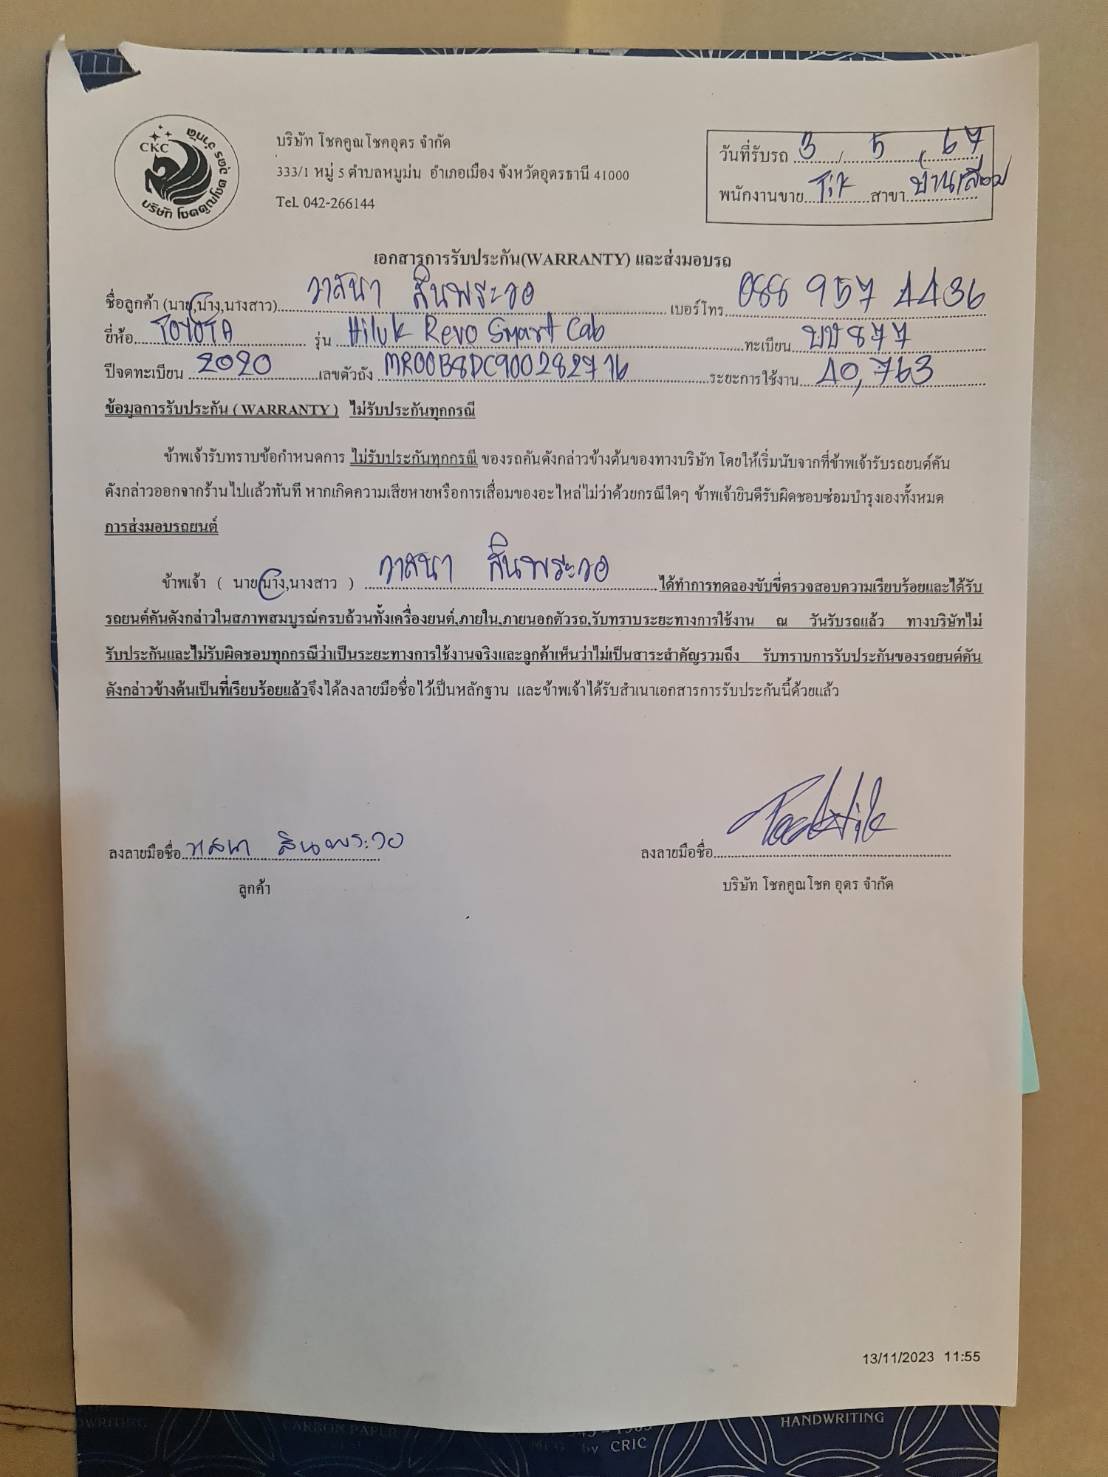 CKC
บริษัท โชคคูณโชค อุดร จำกัด
บริษัท โชคคูณโชคอุดร จำกัด
333/1 หมู่ 5 ตำบลหมูม่น อำเภอเมือง จังหวัดอุดรธานี 41000
Tel. 042-266144
วันที่รับรถ 3 / 5 / 67
พนักงานขาย Tik สาขา บ้านเลื่อม
เอกสารการรับประกัน(WARRANTY) และส่งมอบรถ
ชื่อลูกค้า (นาย,นาง,นางสาว) วาสนา สินพระวอ เบอร์โทร 088 957 4436
ยี่ห้อ TOYOTA รุ่น Hiluk Revo Smart Cab ทะเบียน บบ 877
ปีจดทะเบียน 2020 เลขตัวถัง MR00B8DC900282716 ระยะการใช้งาน 40,763
ข้อมูลการรับประกัน ( WARRANTY ) ไม่รับประกันทุกกรณี
ข้าพเจ้ารับทราบข้อกำหนดการ ไม่รับประกันทุกกรณี ของรถคันดังกล่าวข้างต้นของทางบริษัท โดยให้เริ่มนับจากที่ข้าพเจ้ารับรถยนต์คัน
ดังกล่าวออกจากร้านไปแล้วทันที หากเกิดความเสียหายหรือการเสื่อมของอะไหล่ไม่ว่าด้วยกรณีใดๆ ข้าพเจ้ายินดีรับผิดชอบซ่อมบำรุงเองทั้งหมด
การส่งมอบรถยนต์
ข้าพเจ้า ( นาย,นาง,นางสาว ) วาสนา สินพระวอ ได้ทำการทดลองขับขี่ตรวจสอบความเรียบร้อยและได้รับ
รถยนต์คันดังกล่าวในสภาพสมบูรณ์ครบถ้วนทั้งเครื่องยนต์,ภายใน,ภายนอกตัวรถ,รับทราบระยะทางการใช้งาน ณ วันรับรถแล้ว ทางบริษัทไม่
รับประกันและไม่รับผิดชอบทุกกรณีว่าเป็นระยะทางการใช้งานจริงและลูกค้าเห็นว่าไม่เป็นสาระสำคัญรวมถึง รับทราบการรับประกันของรถยนต์คัน
ดังกล่าวข้างต้นเป็นที่เรียบร้อยแล้วจึงได้ลงลายมือชื่อไว้เป็นหลักฐาน และข้าพเจ้าได้รับสำเนาเอกสารการรับประกันนี้ด้วยแล้ว
ลงลายมือชื่อ วาสนา สินพระวอ
ลงลายมือชื่อ
ลูกค้า
บริษัท โชคคูณโชค อุดร จำกัด
13/11/2023 11:55
HANDWRITING
CARBON PAPER
by CRIC